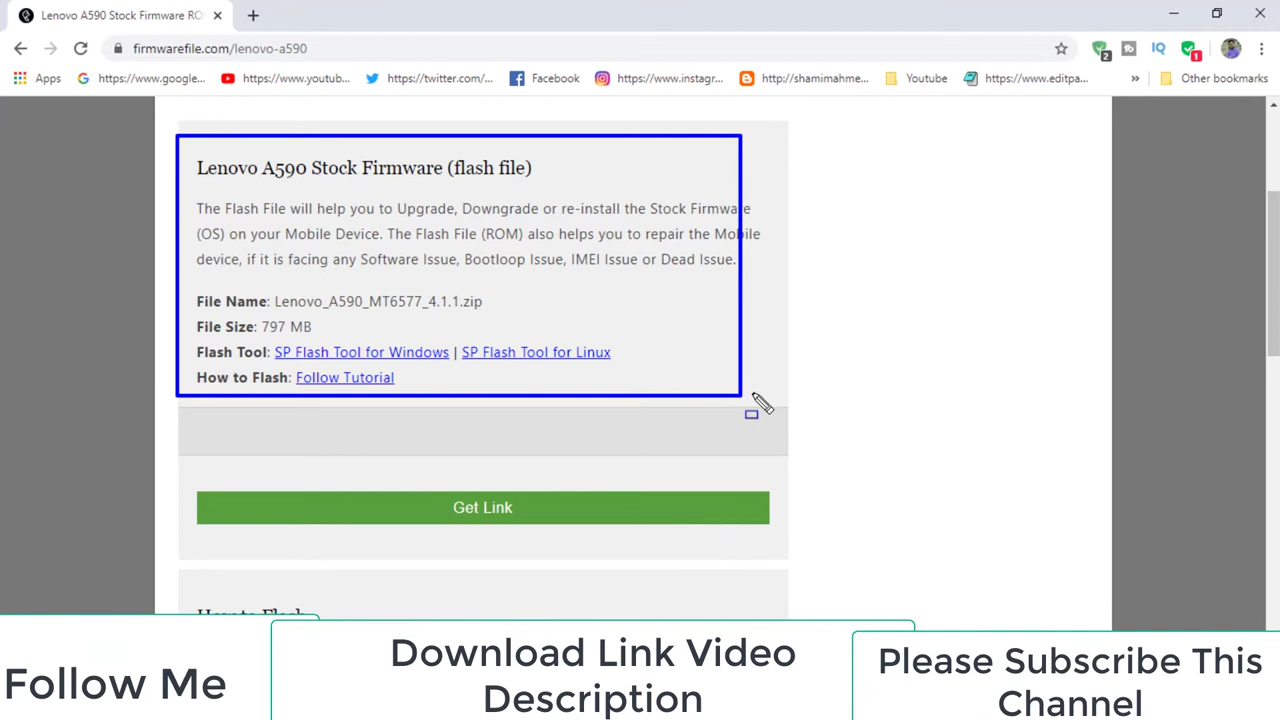 Lenovo A590 Stock Firmware RO
firmwarefile.com/lenovo-a590
2
IQ
1
Apps
https://www.google...
https://www.youtub...
https://twitter.com/...
Facebook
https://www.instagr...
http://shamimahme...
Youtube
https://www.editpa...
»
Other bookmarks
Lenovo A590 Stock Firmware (flash file)
The Flash File will help you to Upgrade, Downgrade or re-install the Stock Firmware
(OS) on your Mobile Device. The Flash File (ROM) also helps you to repair the Mobile
device, if it is facing any Software Issue, Bootloop Issue, IMEI Issue or Dead Issue.
File Name: Lenovo_A590_MT6577_4.1.1.zip
File Size: 797 MB
Flash Tool: SP Flash Tool for Windows | SP Flash Tool for Linux
How to Flash: Follow Tutorial
Get Link
How to Flash
Follow Me
Download Link Video
Description
Please Subscribe This
Channel